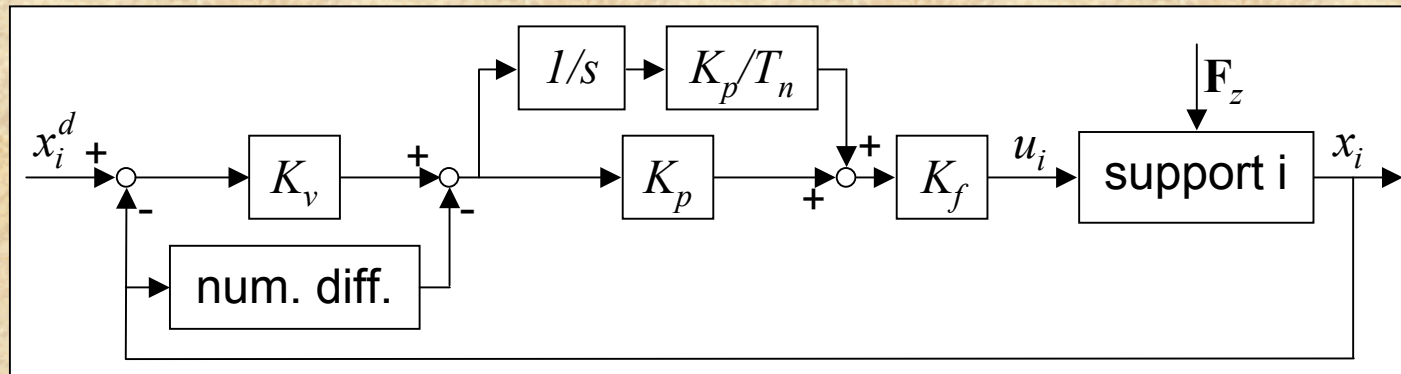 1/s K_p/T_n F_z
x_i^d + K_v + K_p + + K_f u_i support i x_i
- -
num. diff.